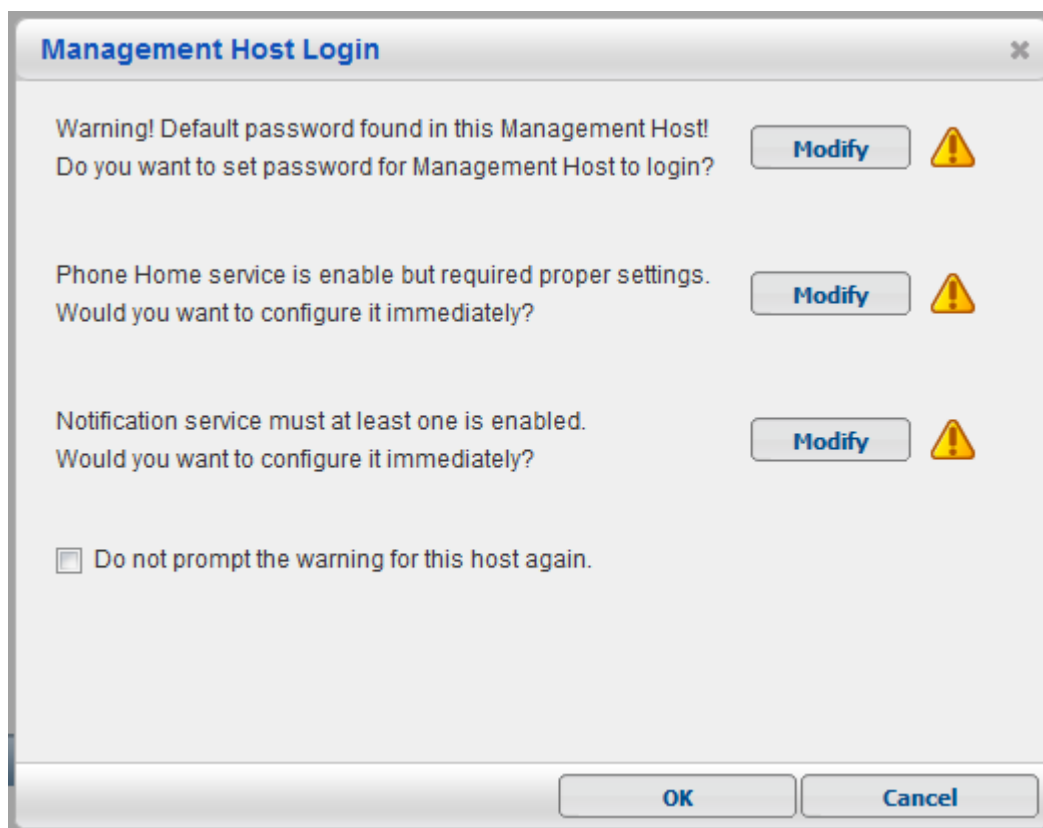 Management Host Login
Warning! Default password found in this Management Host!
Do you want to set password for Management Host to login?
Modify
Phone Home service is enable but required proper settings.
Would you want to configure it immediately?
Modify
Notification service must at least one is enabled.
Would you want to configure it immediately?
Modify
Do not prompt the warning for this host again.
OK
Cancel